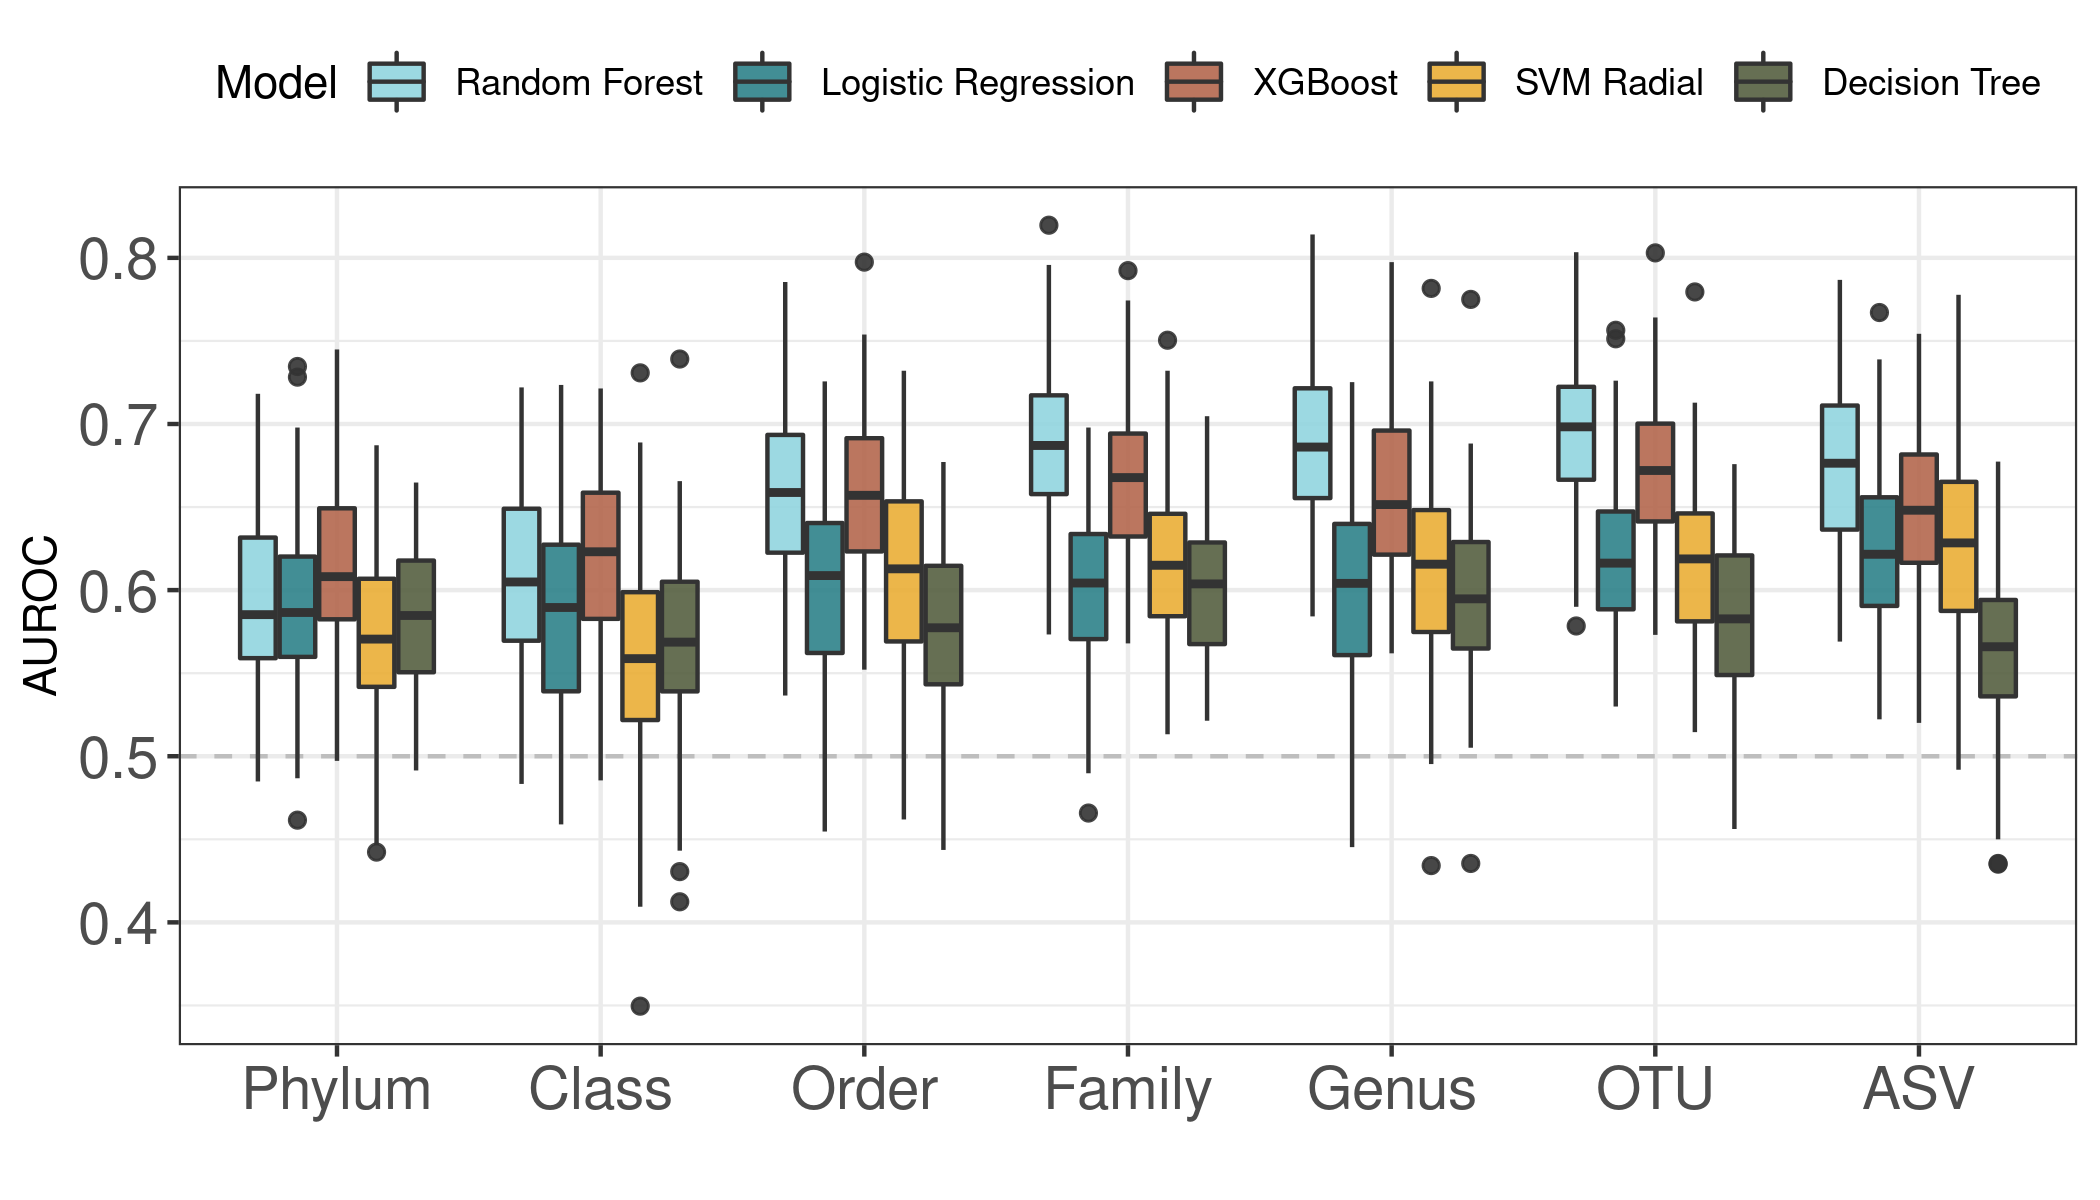 Model Random Forest Logistic Regression XGBoost SVM Radial Decision Tree
AUROC
0.8
0.7
0.6
0.5
0.4
Phylum Class Order Family Genus OTU ASV